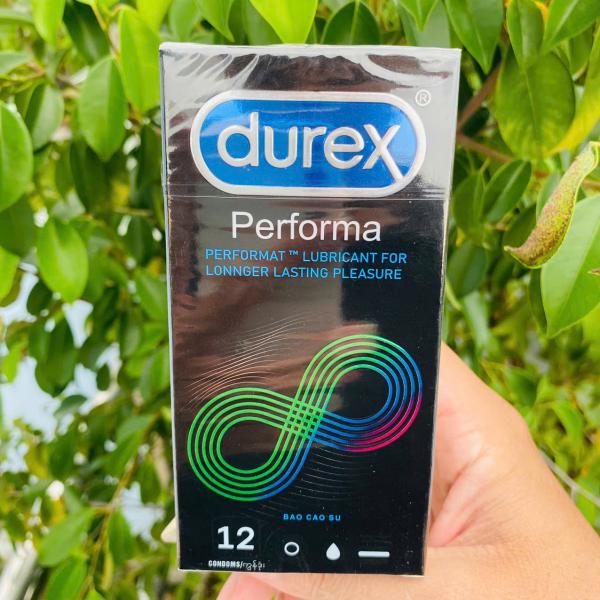 durex®
Performa
PERFORMAT™ LUBRICANT FOR
LONNGER LASTING PLEASURE
BAO CAO SU
12
CONDOMS/